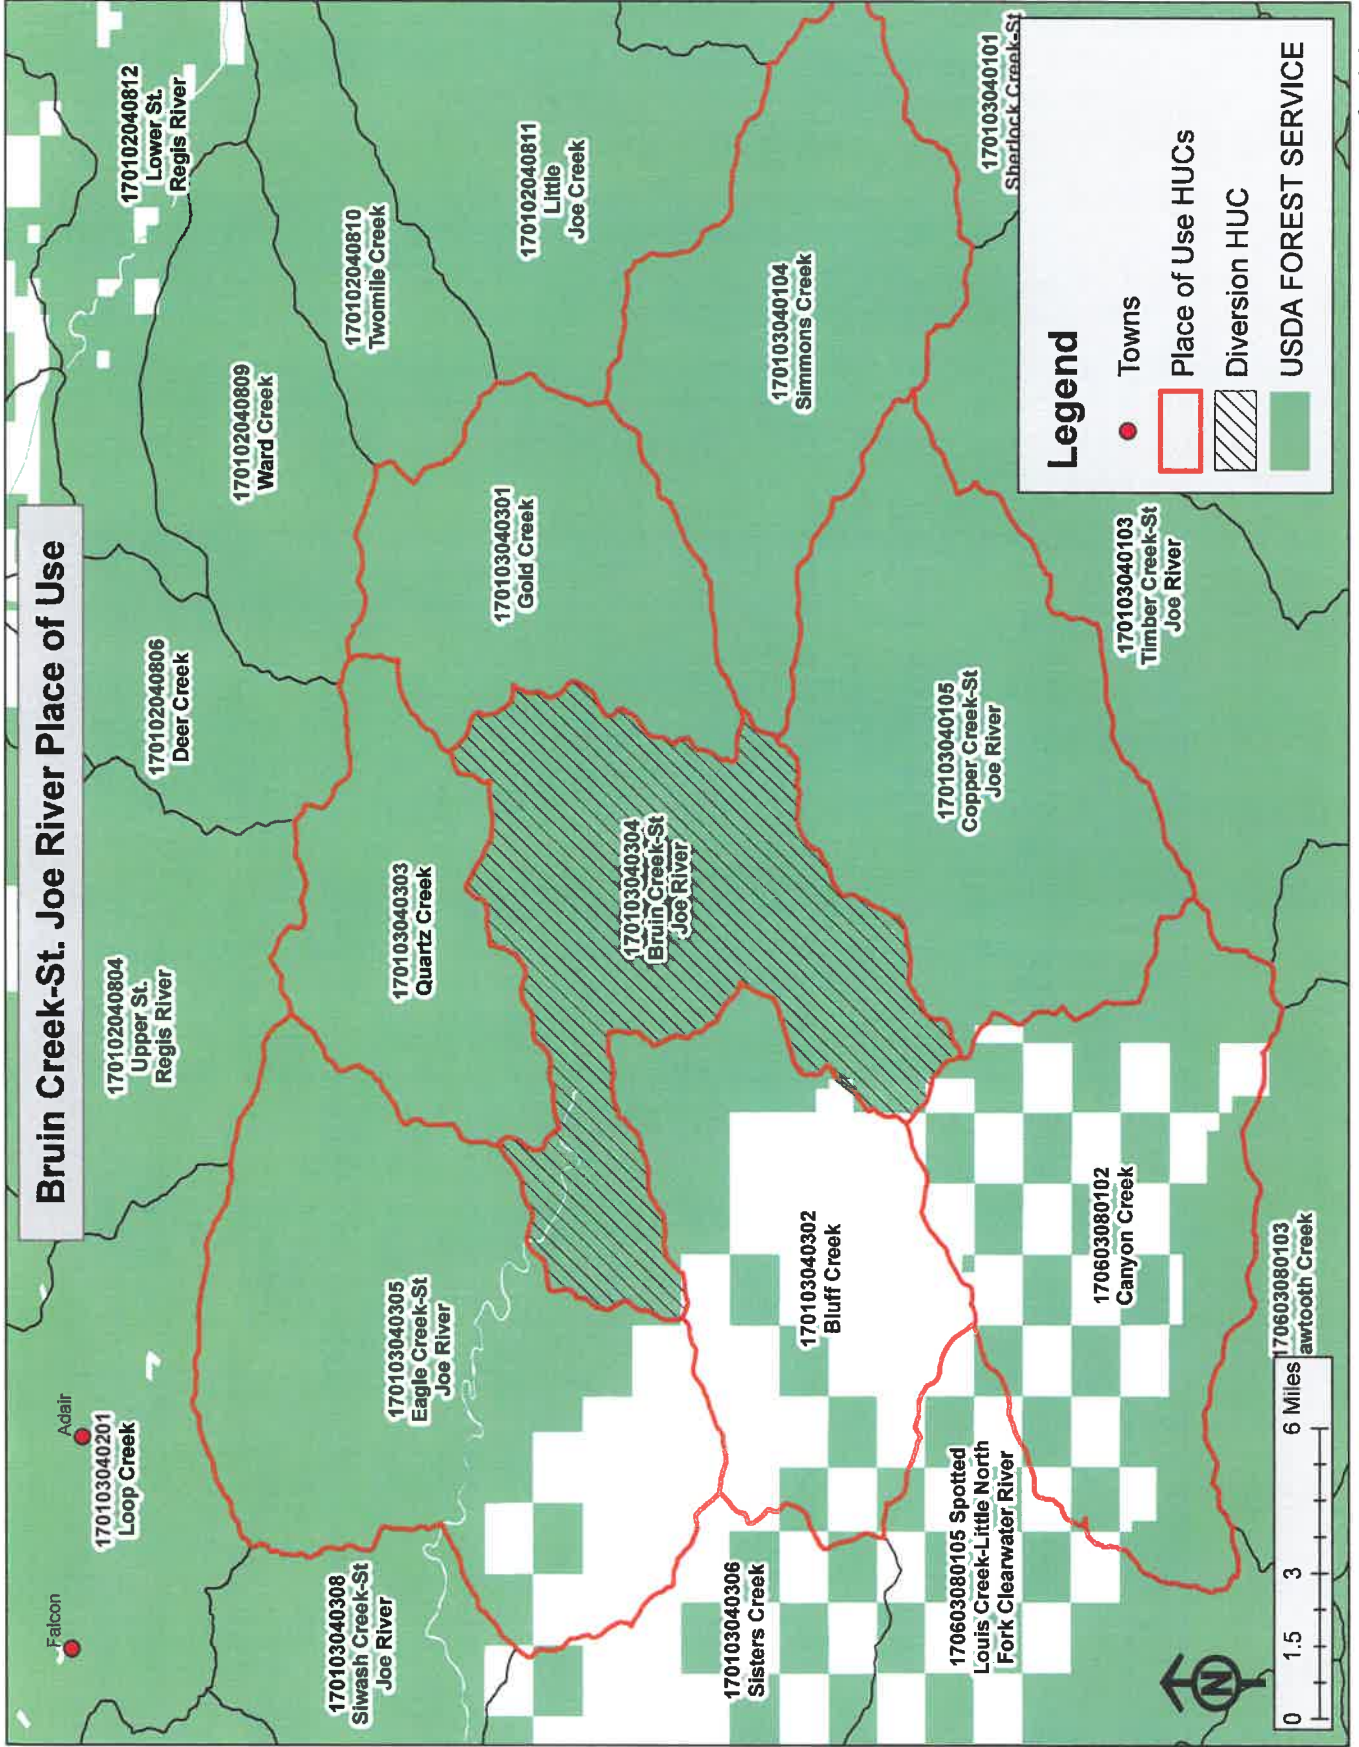 Bruin Creek-St. Joe River Place of Use
Falcon
Adair
170103040201
Loop Creek
170102040804
Upper St.
Regis River
170102040806
Deer Creek
170102040809
Ward Creek
170102040812
Lower St.
Regis River
170102040810
Twomile Creek
170102040811
Little
Joe Creek
170103040308
Siwash Creek-St
Joe River
170103040305
Eagle Creek-St
Joe River
170103040303
Quartz Creek
170103040301
Gold Creek
170103040304
Bruin Creek-St
Joe River
170103040104
Simmons Creek
170103040306
Sisters Creek
170103040302
Bluff Creek
170103040105
Copper Creek-St
Joe River
170103040101
Sherlock Creek-St
170603080105 Spotted
Louis Creek-Little North
Fork Clearwater River
170603080102
Canyon Creek
170103040103
Timber Creek-St
Joe River
170603080103
awtooth Creek
N
0 1.5 3 6 Miles
Legend
Towns
Place of Use HUCs
Diversion HUC
USDA FOREST SERVICE